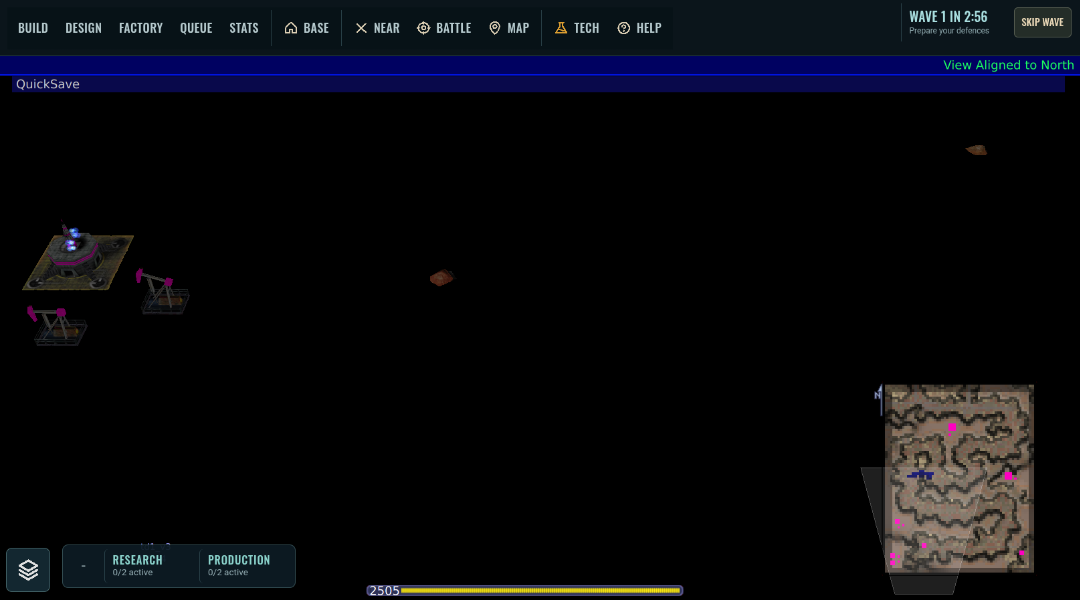 BUILD DESIGN FACTORY QUEUE STATS BASE NEAR BATTLE MAP TECH HELP
WAVE 1 IN 2:56
Prepare your defences
SKIP WAVE
View Aligned to North
QuickSave
N
RESEARCH
0/2 active
PRODUCTION
0/2 active
2505